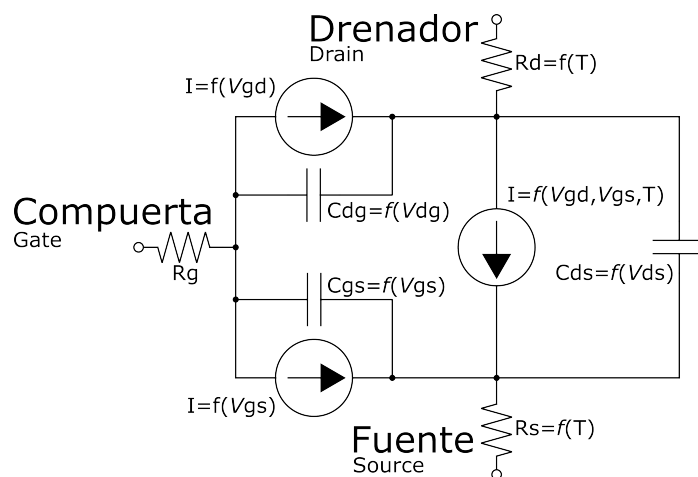 Drenador
Drain
Rd=f(T)
I=f(Vgd)
Cdg=f(Vdg)
I=f(Vgd,Vgs,T)
Compuerta
Gate
Rg
Cds=f(Vds)
Cgs=f(Vgs)
I=f(Vgs)
Fuente
Source
Rs=f(T)